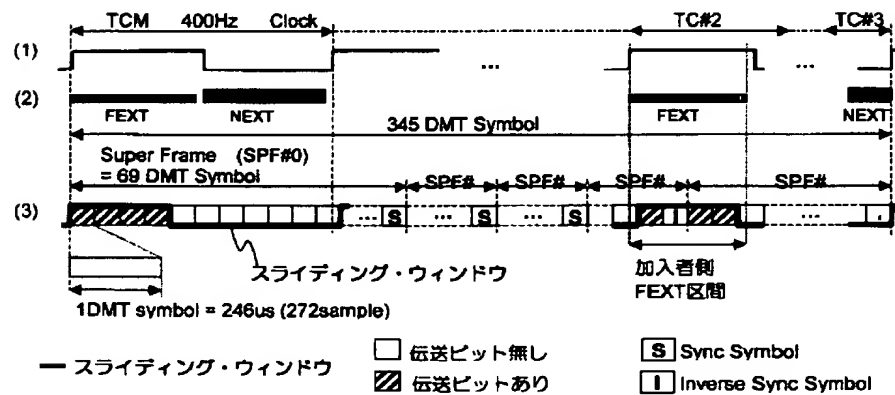 TCM 400Hz Clock TC#2 TC#3
(1) ... ...
(2)
FEXT NEXT FEXT NEXT
345 DMT Symbol
Super Frame (SPF#0)
= 69 DMT Symbol
SPF# SPF# SPF# SPF#
(3) ... S ... S ... S I ...
スライディング・ウィンドウ
加入者側
FEXT区間
1DMT symbol = 246us (272sample)
スライディング・ウィンドウ
伝送ビット無し
S Sync Symbol
伝送ビットあり
I Inverse Sync Symbol